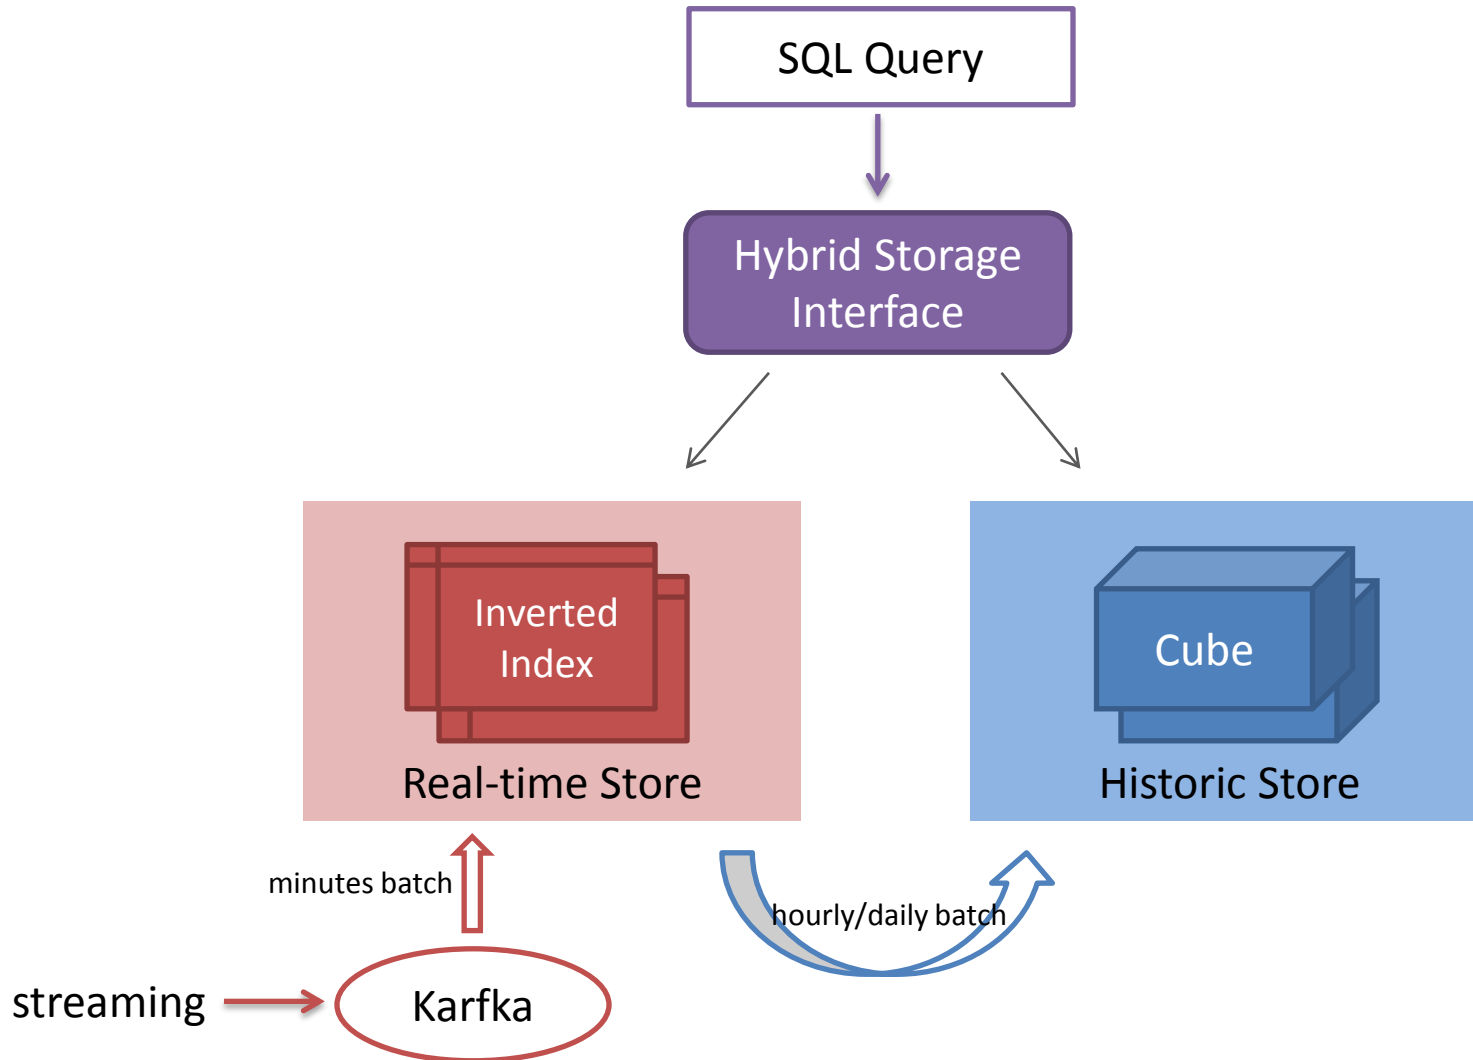 SQL Query
Hybrid Storage
Interface
Inverted
Index
Real-time Store
Cube
Historic Store
minutes batch
hourly/daily batch
streaming
Karfka